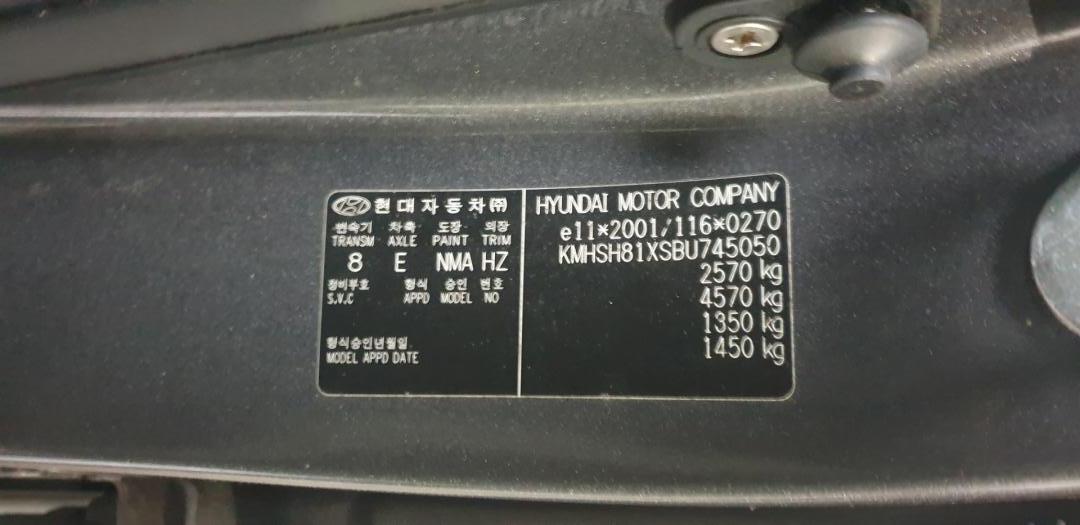 현대자동차㈜
변속기 차축 도장 의장
TRANSM AXLE PAINT TRIM
8 E NMA HZ
정비부호 형식 승인 번호
S.V.C APPD MODEL NO
형식승인년월일
MODEL APPD DATE
HYUNDAI MOTOR COMPANY
e11*2001/116*0270
KMHSH81XSBU745050
2570 kg
4570 kg
1350 kg
1450 kg